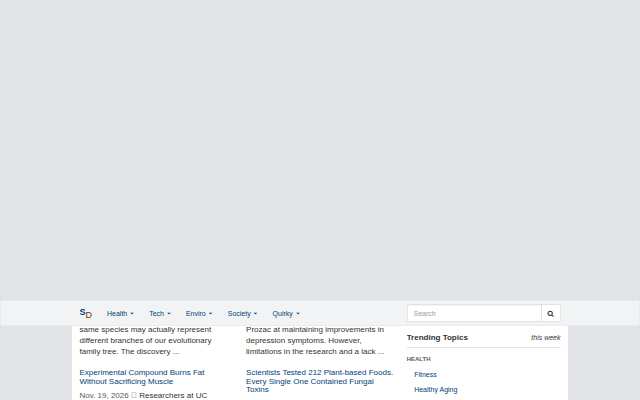 SD Health Tech Enviro Society Quirky Search
same species may actually represent
different branches of our evolutionary
family tree. The discovery ...
Experimental Compound Burns Fat
Without Sacrificing Muscle
Nov. 19, 2026 Researchers at UC
Prozac at maintaining improvements in
depression symptoms. However,
limitations in the research and a lack ...
Scientists Tested 212 Plant-based Foods.
Every Single One Contained Fungal
Toxins
Trending Topics this week
HEALTH
Fitness
Healthy Aging